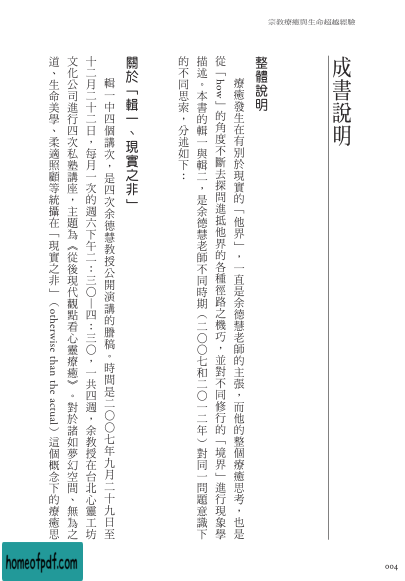 宗教療癒與生命超越經驗
成書說明
整體說明
療癒發生在有別於現實的「他界」，一直是余德慧老師的主張，而他的整個療癒思考，也是
從「how」的角度不斷去探問進抵他界的各種徑路之機巧，並對不同修行的「境界」進行現象學
描述。本書的輯一與輯二，是余德慧老師不同時期（二〇〇七和二〇一二年）對同一問題意識下
的不同思索，分述如下：
關於「輯一、現實之非」
輯一中四個講次，是四次余德慧教授公開演講的謄稿。時間是二〇〇七年九月二十九日至
十二月二十二日，每月一次的週六下午二：三〇－四：三〇，一共四週，余教授在台北心靈工坊
文化公司進行四次私塾講座，主題為《從後現代觀點看心靈療癒》。對於諸如夢幻空間、無為之
道、生命美學、柔適照顧等統攝在「現實之非」（otherwise than the actual）這個概念下的療癒思
004
homeofpdf.com